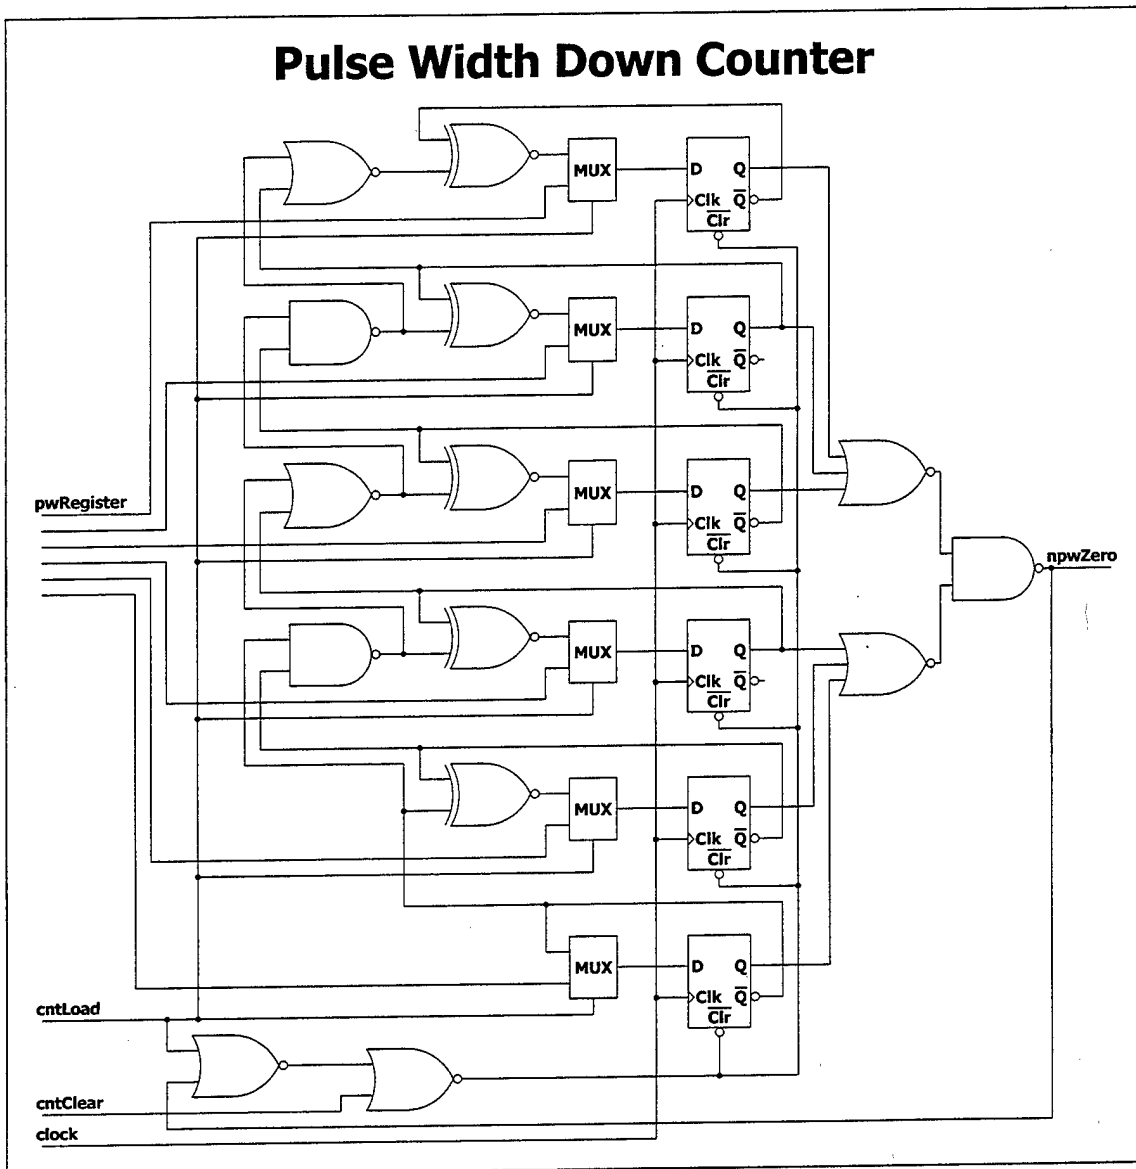 Pulse Width Down Counter
MUX
D Q
Clk Q
Clr
MUX
D Q
Clk Q
Clr
pwRegister
MUX
D Q
Clk Q
Clr
npwZero
MUX
D Q
Clk Q
Clr
MUX
D Q
Clk Q
Clr
MUX
D Q
Clk Q
Clr
cntLoad
cntClear
clock